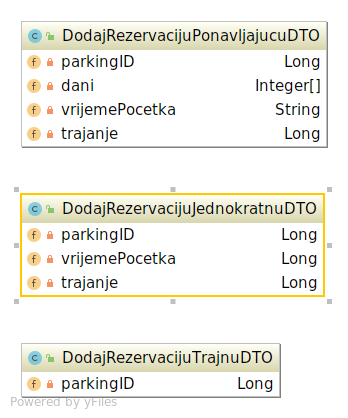 DodajRezervacijuPonavljajucuDTO
parkingID Long
dani Integer[]
vrijemePocetka String
trajanje Long
DodajRezervacijuJednokratnuDTO
parkingID Long
vrijemePocetka Long
trajanje Long
DodajRezervacijuTrajnuDTO
parkingID Long
Powered by yFiles